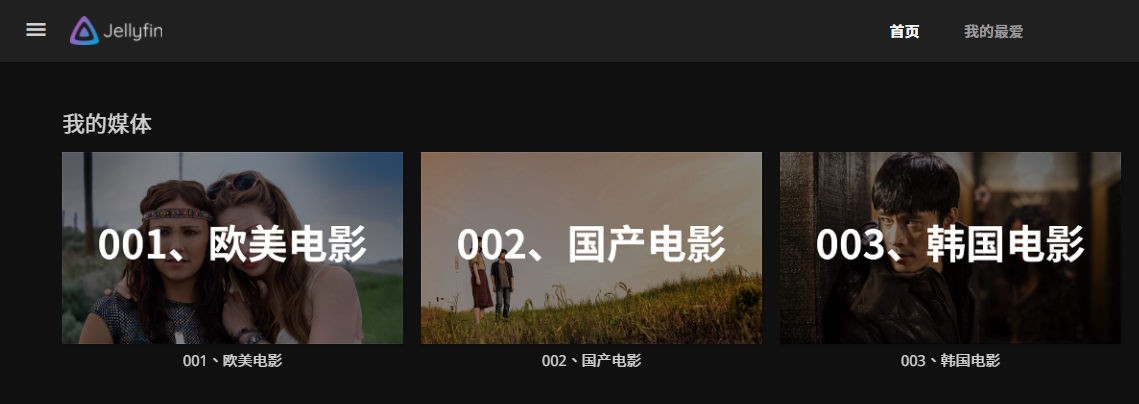 Jellyfin
首页 我的最爱
我的媒体
001、欧美电影
002、国产电影
003、韩国电影
001、欧美电影
002、国产电影
003、韩国电影